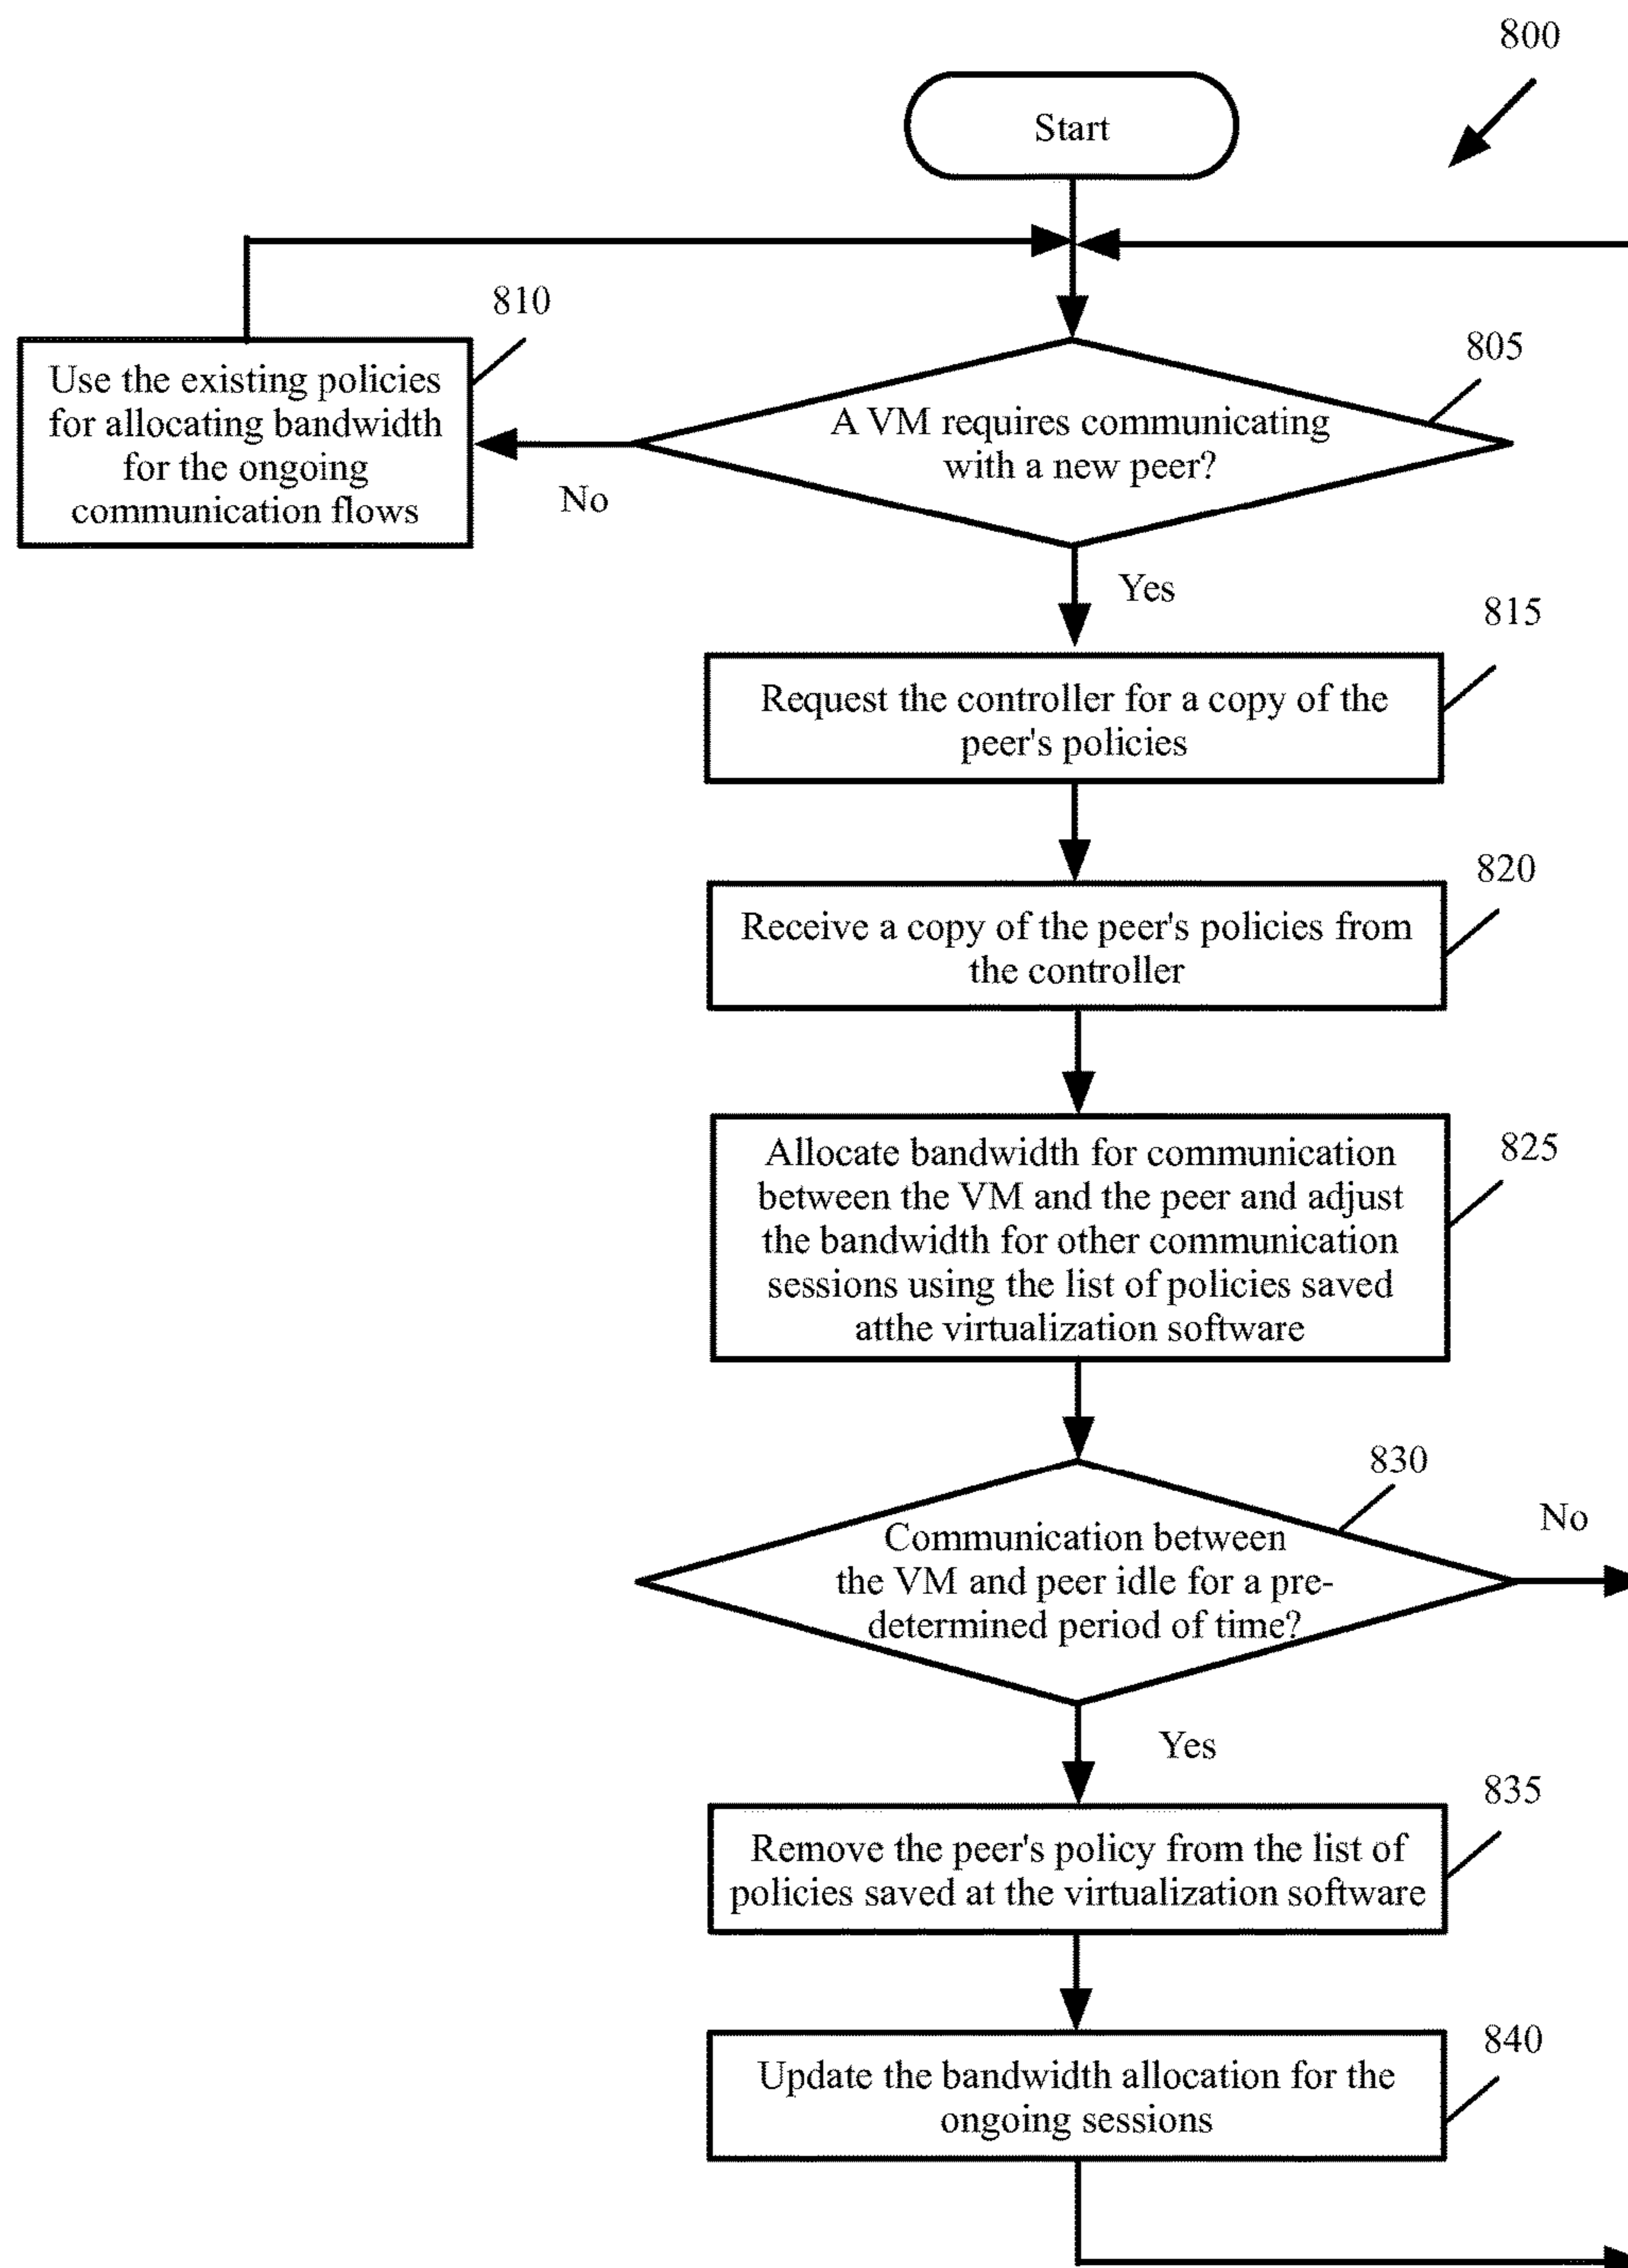 800
Start
810
805
Use the existing policies
for allocating bandwidth
for the ongoing
communication flows
A VM requires communicating
with a new peer?
No
Yes
815
Request the controller for a copy of the
peer's policies
820
Receive a copy of the peer's policies from
the controller
825
Allocate bandwidth for communication
between the VM and the peer and adjust
the bandwidth for other communication
sessions using the list of policies saved
atthe virtualization software
830
No
Communication between
the VM and peer idle for a pre-
determined period of time?
Yes
835
Remove the peer's policy from the list of
policies saved at the virtualization software
840
Update the bandwidth allocation for the
ongoing sessions